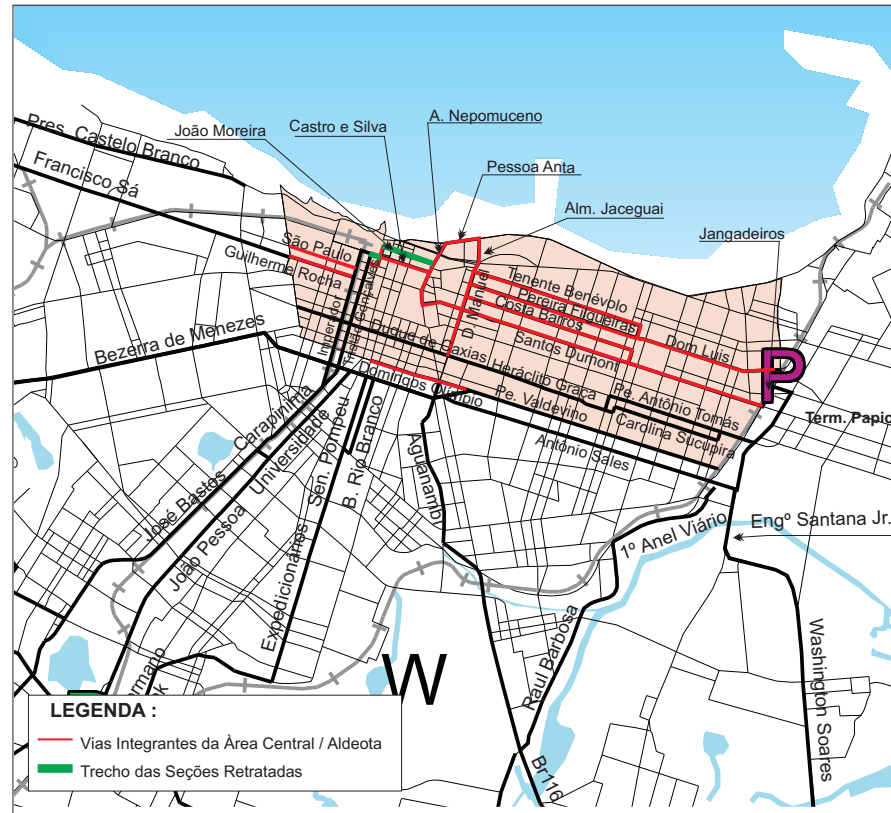 A. Nepomuceno
Castro e Silva
João Moreira
Pres. Castelo Branco
Pessoa Anta
Francisco Sá
Alm. Jaceguai
Jangadeiros
São Paulo
Guilherme Rocha
Tenente Benévolo
Pereira Filgueiras
Costa Barros
D. Manuel
Santos Dumont
Dom Luis
Imperador
Bezerra de Menezes
Duque de Caxias
Heráclito Graça
P
Domingos Olímpio
Pe. Valdevino
Pe. Antônio Tomás
Carolina Sucupira
Term. Papic
Carapinima
Universidade
Sen. Pompeu
B. Rio Branco
Aguanambi
Antônio Sales
José Bastos
João Pessoa
Expedicionários
1º Anel Viário
Engº Santana Jr.
Raul Barbosa
Washington Soares
W
ermano
Br116
LEGENDA :
Vias Integrantes da Àrea Central / Aldeota
Trecho das Seções Retratadas